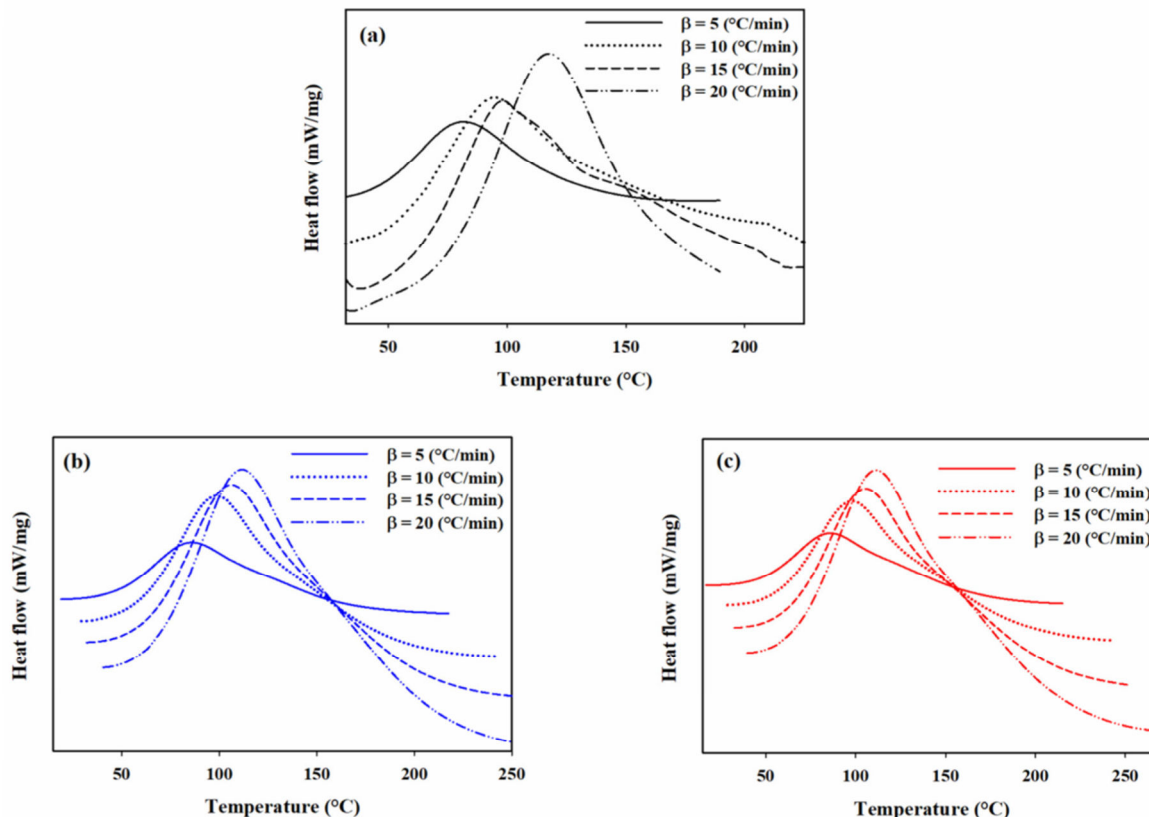 (a)
β = 5 (°C/min)
β = 10 (°C/min)
β = 15 (°C/min)
β = 20 (°C/min)
Heat flow (mW/mg)
50 100 150 200
Temperature (°C)
(b)
β = 5 (°C/min)
β = 10 (°C/min)
β = 15 (°C/min)
β = 20 (°C/min)
Heat flow (mW/mg)
50 100 150 200 250
Temperature (°C)
(c)
β = 5 (°C/min)
β = 10 (°C/min)
β = 15 (°C/min)
β = 20 (°C/min)
Heat flow (mW/mg)
50 100 150 200 250
Temperature (°C)